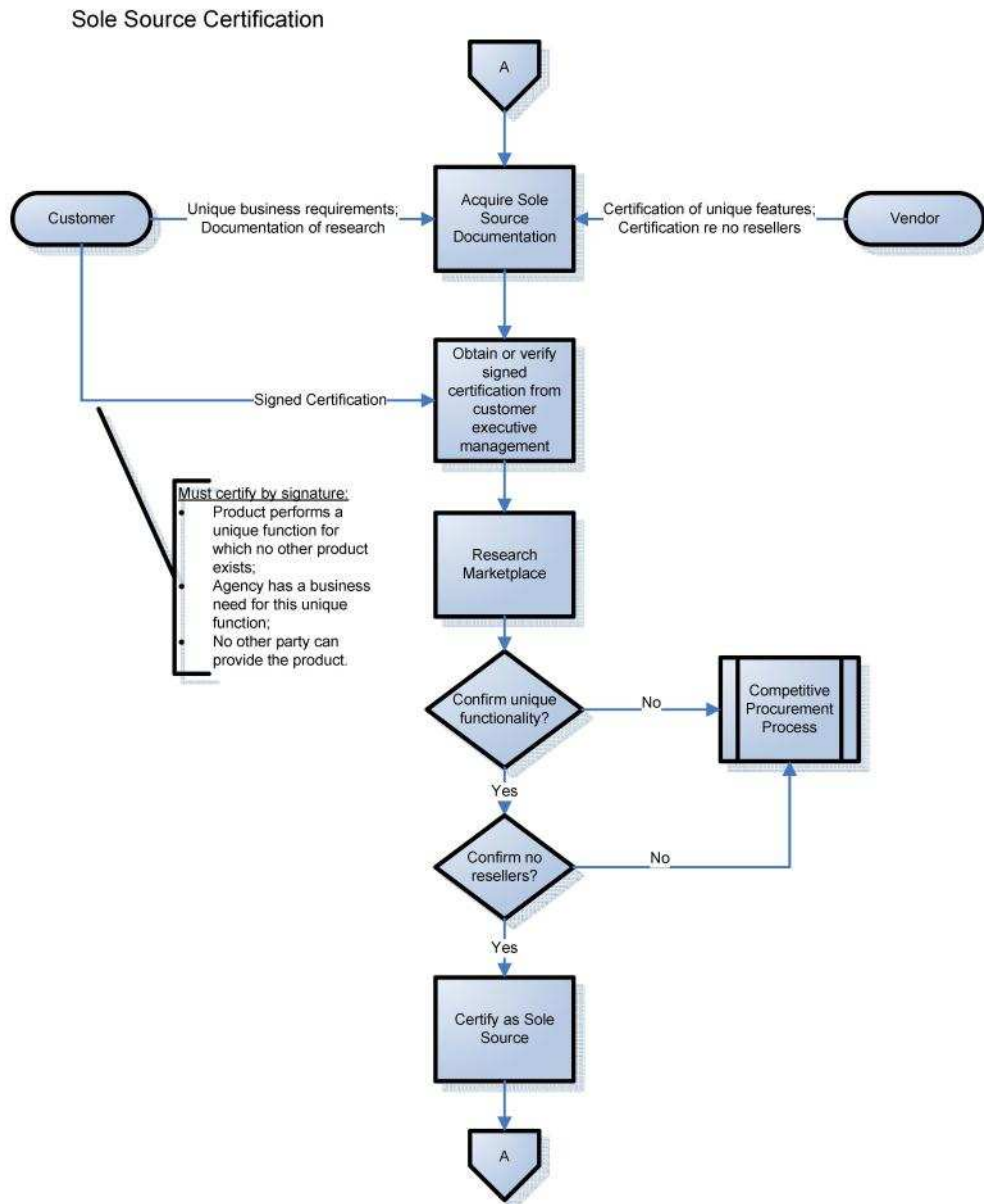 Sole Source Certification
A
Customer
Unique business requirements;
Documentation of research
Acquire Sole
Source
Documentation
Certification of unique features;
Certification re no resellers
Vendor
Obtain or verify
signed
certification from
customer
executive
management
Signed Certification
Must certify by signature:
• Product performs a
unique function for
which no other product
exists;
• Agency has a business
need for this unique
function;
• No other party can
provide the product.
Research
Marketplace
Confirm unique
functionality?
No
Competitive
Procurement
Process
Yes
Confirm no
resellers?
No
Yes
Certify as Sole
Source
A